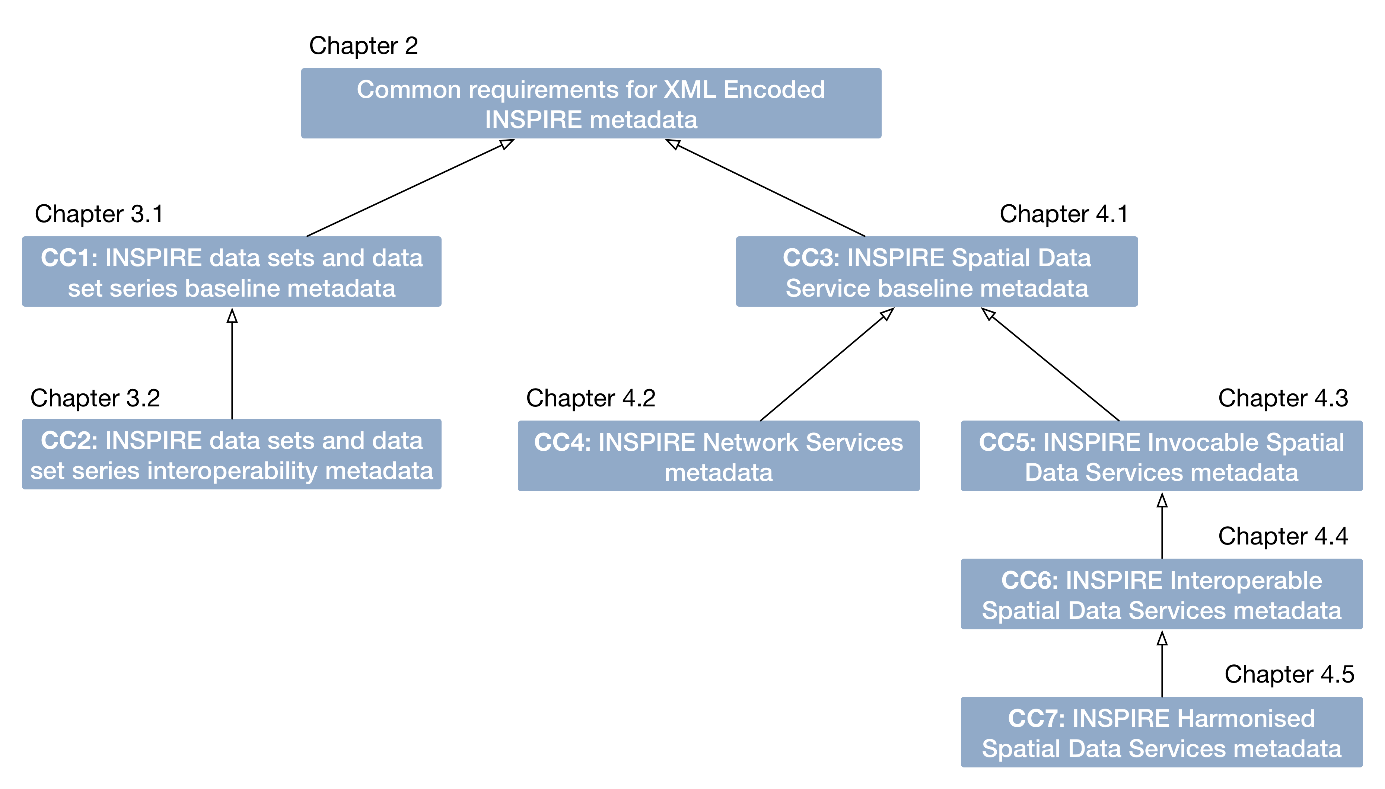 Chapter 2
Common requirements for XML Encoded
INSPIRE metadata
Chapter 3.1
CC1: INSPIRE data sets and data
set series baseline metadata
Chapter 4.1
CC3: INSPIRE Spatial Data
Service baseline metadata
Chapter 3.2
CC2: INSPIRE data sets and data
set series interoperability metadata
Chapter 4.2
CC4: INSPIRE Network Services
metadata
Chapter 4.3
CC5: INSPIRE Invocable Spatial
Data Services metadata
Chapter 4.4
CC6: INSPIRE Interoperable
Spatial Data Services metadata
Chapter 4.5
CC7: INSPIRE Harmonised
Spatial Data Services metadata